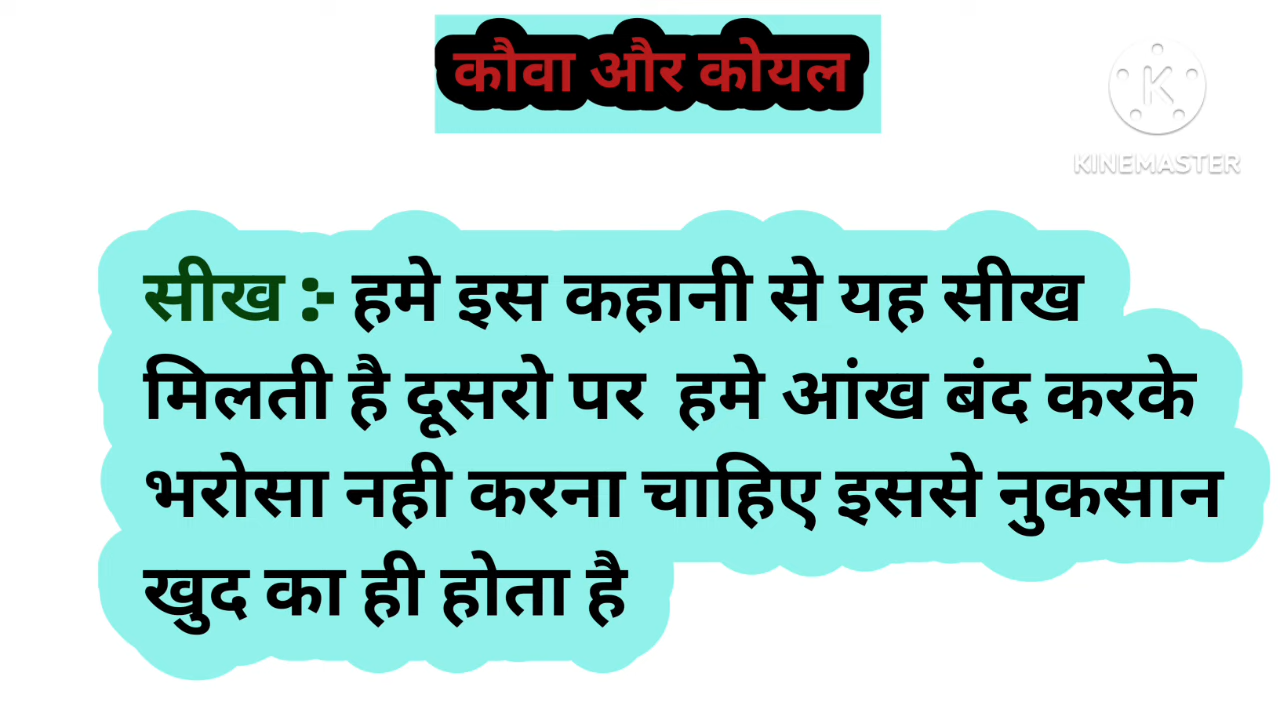 कौवा और कोयल
KINEMASTER
सीख :- हमे इस कहानी से यह सीख
मिलती है दूसरो पर हमे आंख बंद करके
भरोसा नही करना चाहिए इससे नुकसान
खुद का ही होता है